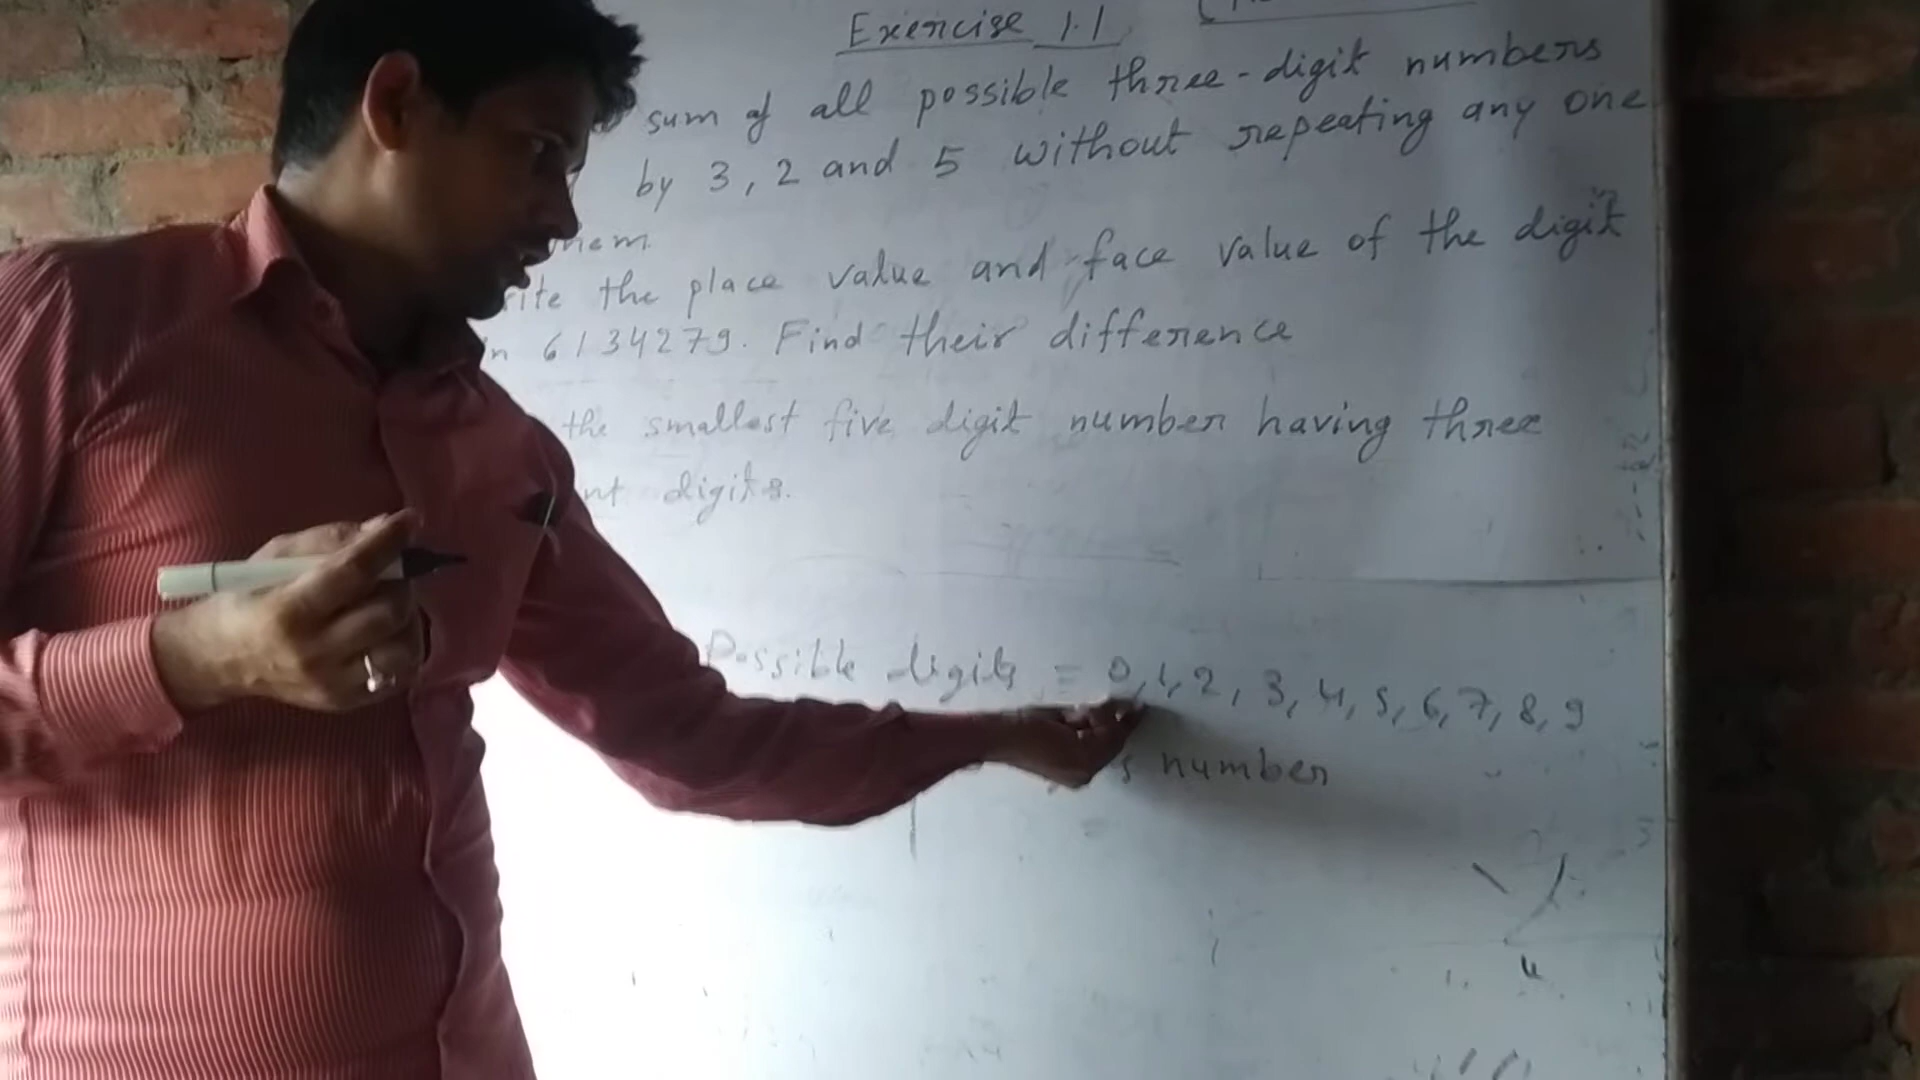 Exercise 1.1
sum of all possible three-digit numbers
by 3, 2 and 5 without repeating any one
the place value and face value of the digit
6134279. Find their difference
the smallest five digit number having three
digits.
Possible digits = 0, 1, 2, 3, 4, 5, 6, 7, 8, 9
number
=